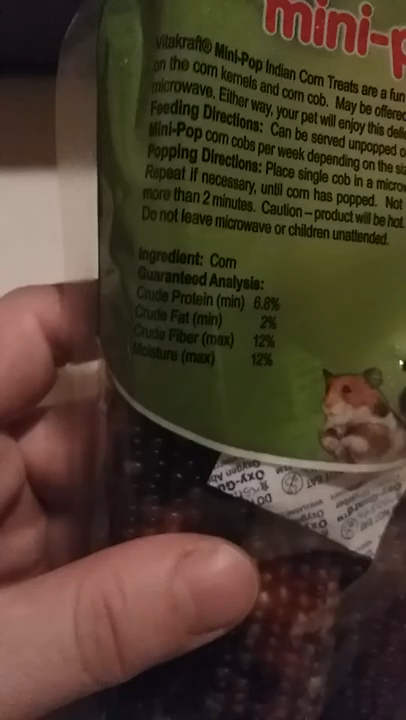 mini-p
Vitakraft® Mini-Pop Indian Corn Treats are a fun
on the corn kernels and corn cob. May be offered
microwave. Either way, your pet will enjoy this deli
Feeding Directions: Can be served unpopped o
Mini-Pop corn cobs per week depending on the si
Popping Directions: Place single cob in a micro
Repeat if necessary, until corn has popped. Not
more than 2 minutes. Caution – product will be hot.
Do not leave microwave or children unattended.
Ingredient: Corn
Guaranteed Analysis:
Crude Protein (min) 6.8%
Crude Fat (min) 2%
Crude Fiber (max) 12%
Moisture (max) 12%